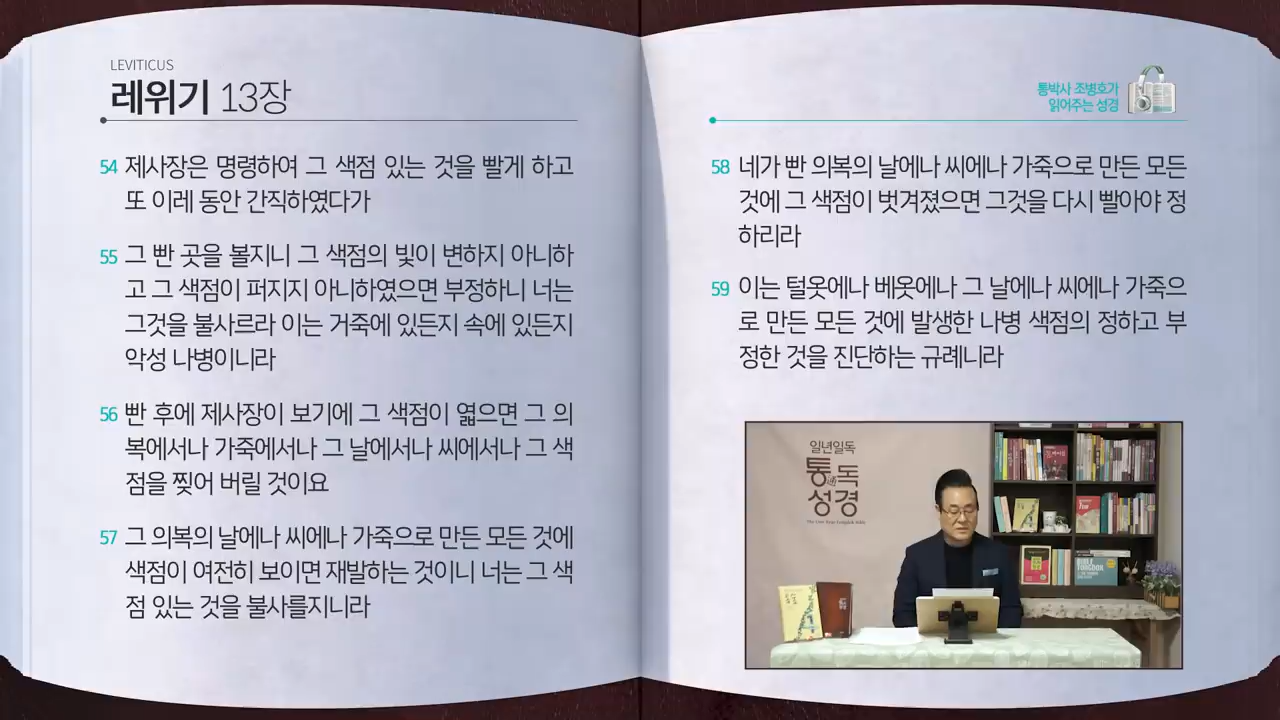 LEVITICUS
레위기 13장
54 제사장은 명령하여 그 색점 있는 것을 빨게 하고
또 이레 동안 간직하였다가
55 그 빤 곳을 볼지니 그 색점의 빛이 변하지 아니하
고 그 색점이 퍼지지 아니하였으면 부정하니 너는
그것을 불사르라 이는 거죽에 있든지 속에 있든지
악성 나병이니라
56 빤 후에 제사장이 보기에 그 색점이 엷으면 그 의
복에서나 가죽에서나 그 날에서나 씨에서나 그 색
점을 찢어 버릴 것이요
57 그 의복의 날에나 씨에나 가죽으로 만든 모든 것에
색점이 여전히 보이면 재발하는 것이니 너는 그 색
점 있는 것을 불사를지니라
통박사 조병호가
읽어주는 성경
58 네가 빤 의복의 날에나 씨에나 가죽으로 만든 모든
것에 그 색점이 벗겨졌으면 그것을 다시 빨아야 정
하리라
59 이는 털옷에나 베옷에나 그 날에나 씨에나 가죽으
로 만든 모든 것에 발생한 나병 색점의 정하고 부
정한 것을 진단하는 규례니라
일년일독
통독
성경